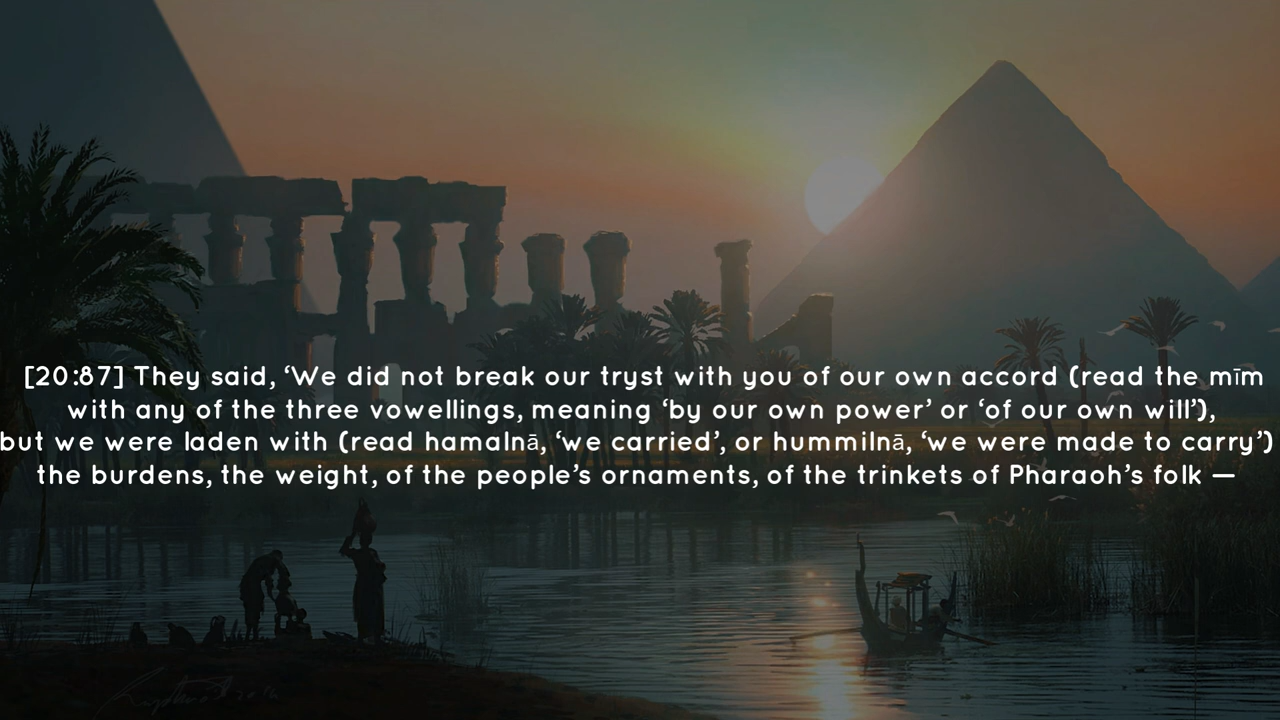 [20:87] They said, ‘We did not break our tryst with you of our own accord (read the mīm
with any of the three vowellings, meaning ‘by our own power’ or ‘of our own will’),
but we were laden with (read hamalnā, ‘we carried’, or hummilnā, ‘we were made to carry’)
the burdens, the weight, of the people’s ornaments, of the trinkets of Pharaoh’s folk —